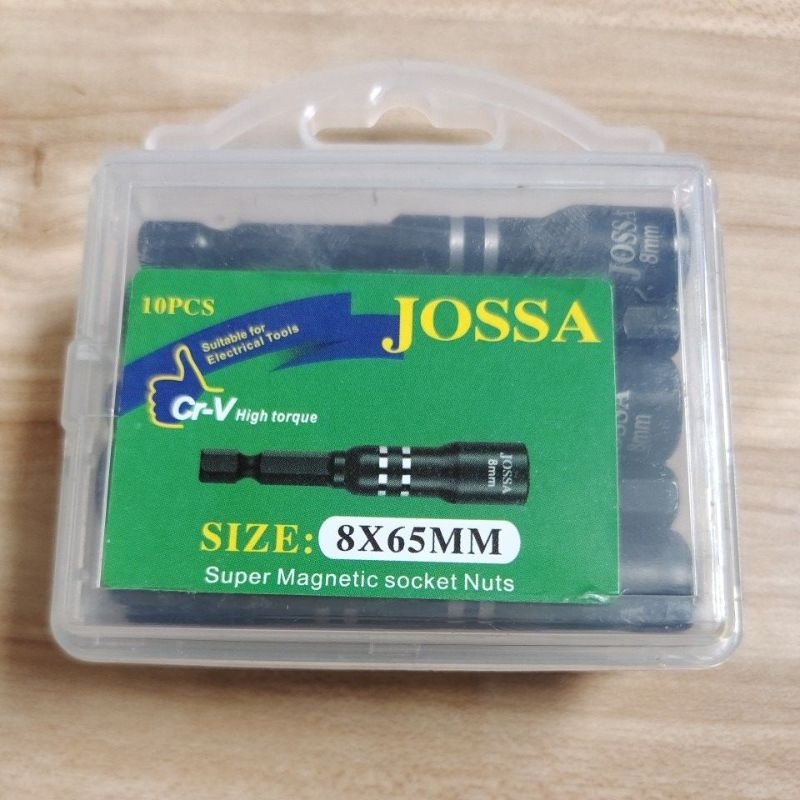 JOSSA
8mm
10PCS
JOSSA
Suitable for
Electrical Tools
Cr-V High torque
JOSSA
8mm
SSA
8mm
SIZE: 8X65MM
Super Magnetic socket Nuts